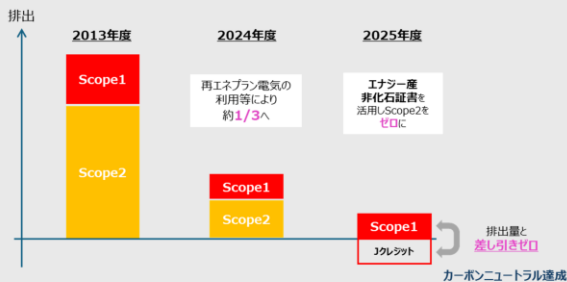 排出
2013年度
2024年度
2025年度
Scope1
Scope2
再エネプラン電気の
利用等により
約1/3へ
Scope1
Scope2
エナジー産
非化石証書を
活用しScope2を
ゼロに
Scope1
Jクレジット
排出量と
差し引きゼロ
カーボンニュートラル達成